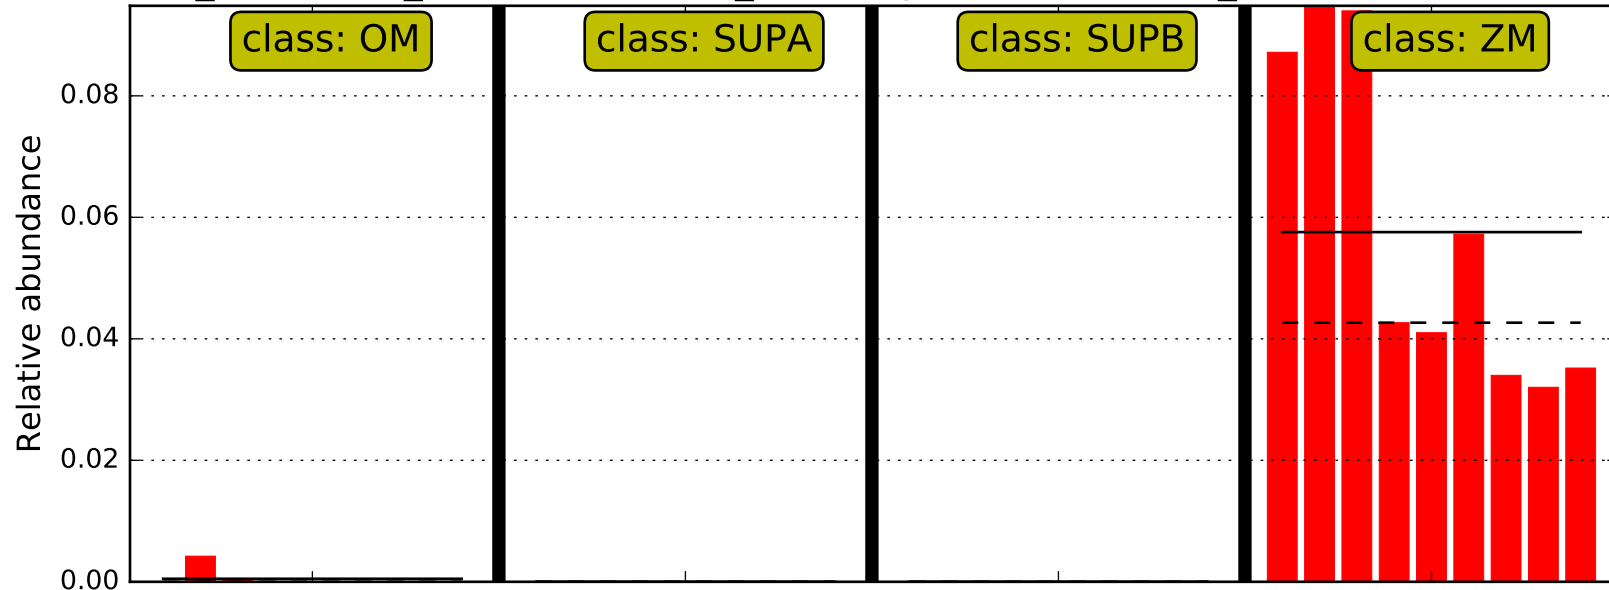 class: OM
class: SUPA
class: SUPB
class: ZM
0.08
0.06
0.04
0.02
0.00
Relative abundance